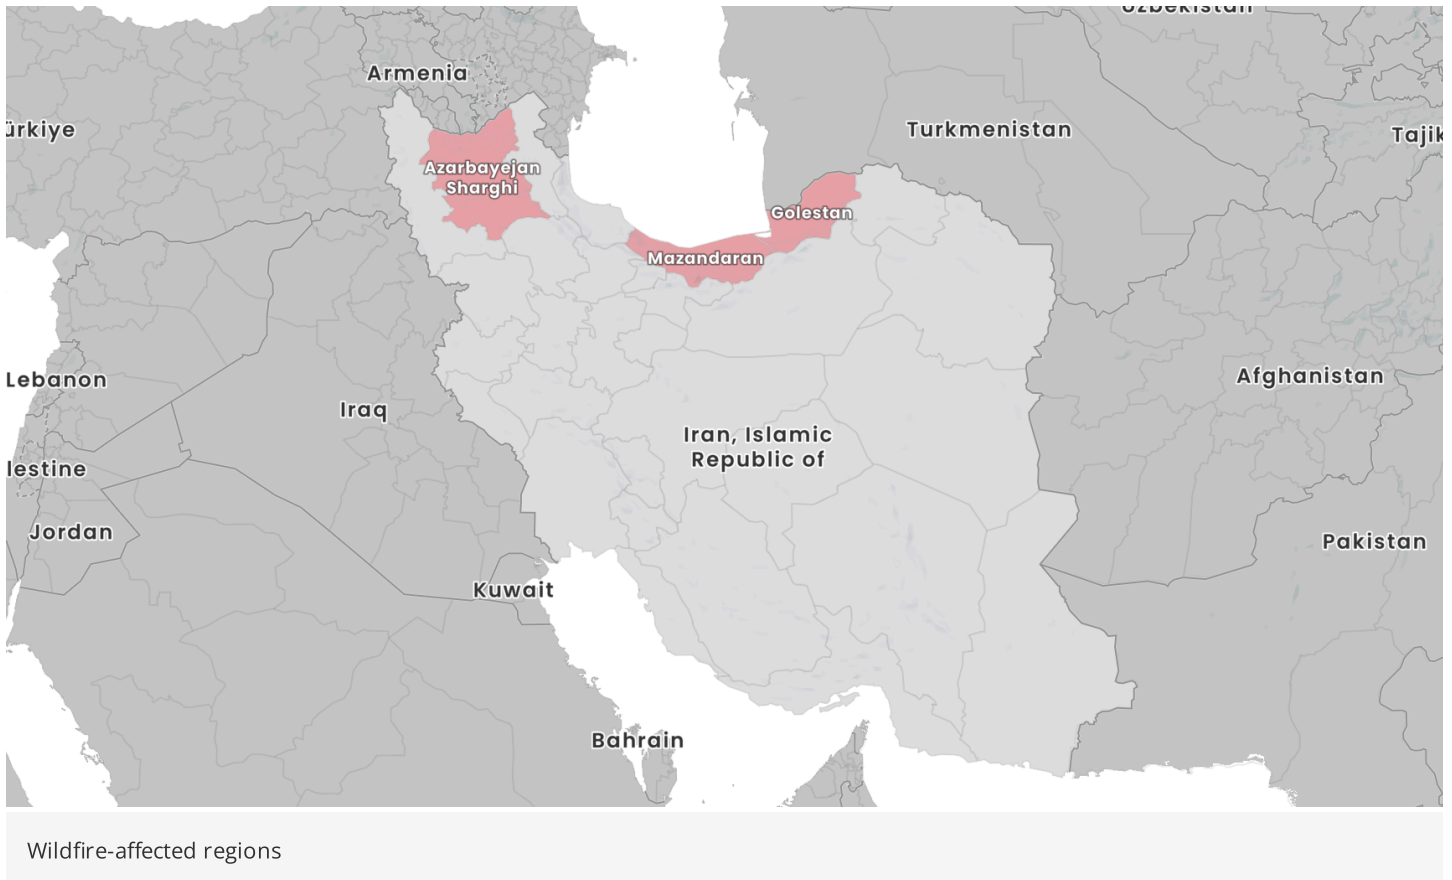 Uzbekistan
Armenia
ürkiye
Turkmenistan
Tajik
Azarbayejan
Sharghi
Golestan
Mazandaran
Lebanon
Afghanistan
Iraq
Iran, Islamic
Republic of
lestine
Jordan
Pakistan
Kuwait
Bahrain
Wildfire-affected regions